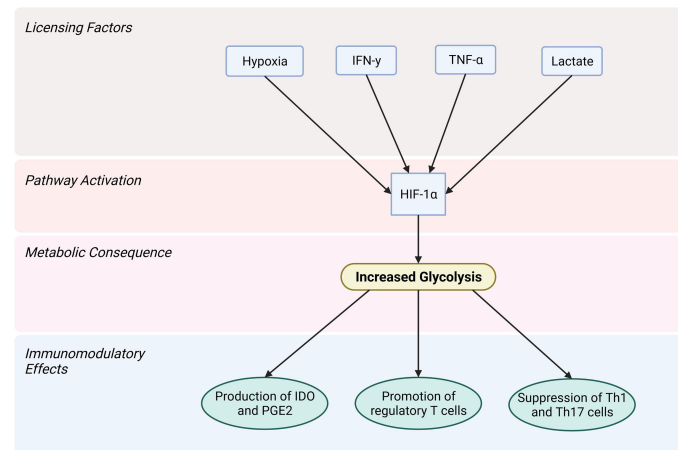 Licensing Factors
Hypoxia
IFN-y
TNF-α
Lactate
Pathway Activation
HIF-1α
Metabolic Consequence
Increased Glycolysis
Immunomodulatory
Effects
Production of IDO
and PGE2
Promotion of
regulatory T cells
Suppression of Th1
and Th17 cells